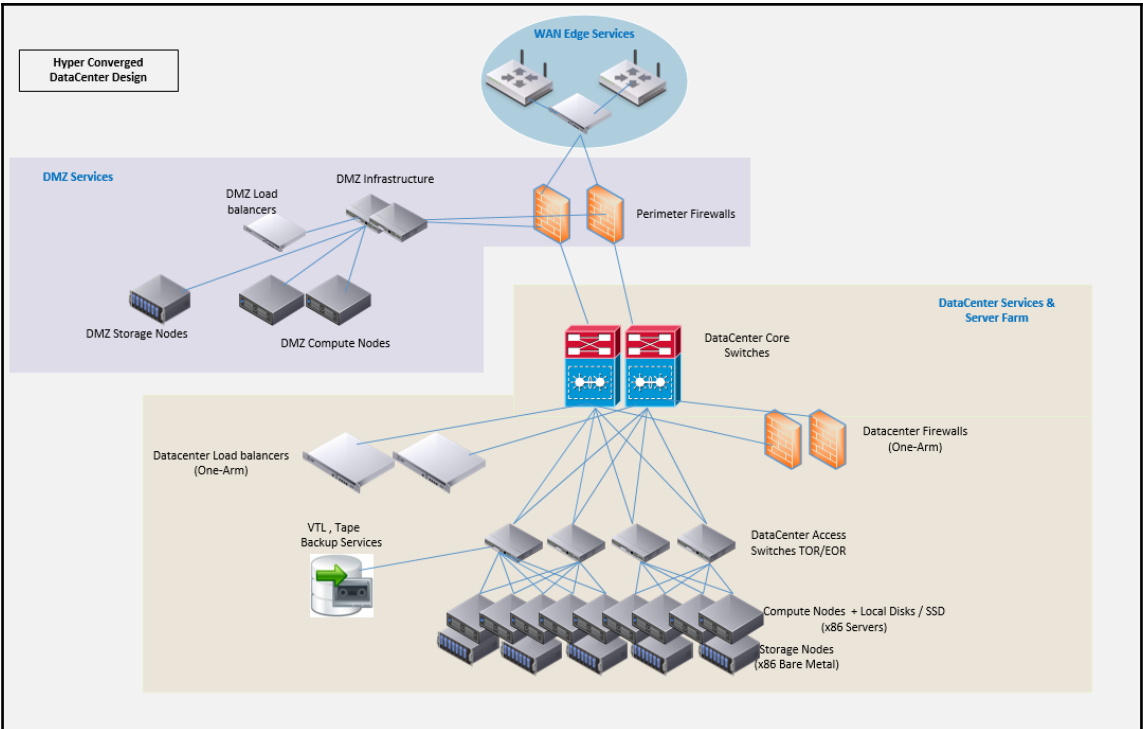 WAN Edge Services
Hyper Converged
DataCenter Design
DMZ Services
DMZ Infrastructure
DMZ Load
balancers
Perimeter Firewalls
DMZ Storage Nodes
DMZ Compute Nodes
DataCenter Services &
Server Farm
DataCenter Core
Switches
Datacenter Firewalls
(One-Arm)
Datacenter Load balancers
(One-Arm)
VTL , Tape
Backup Services
DataCenter Access
Switches TOR/EOR
Compute Nodes + Local Disks / SSD
(x86 Servers)
Storage Nodes
(x86 Bare Metal)